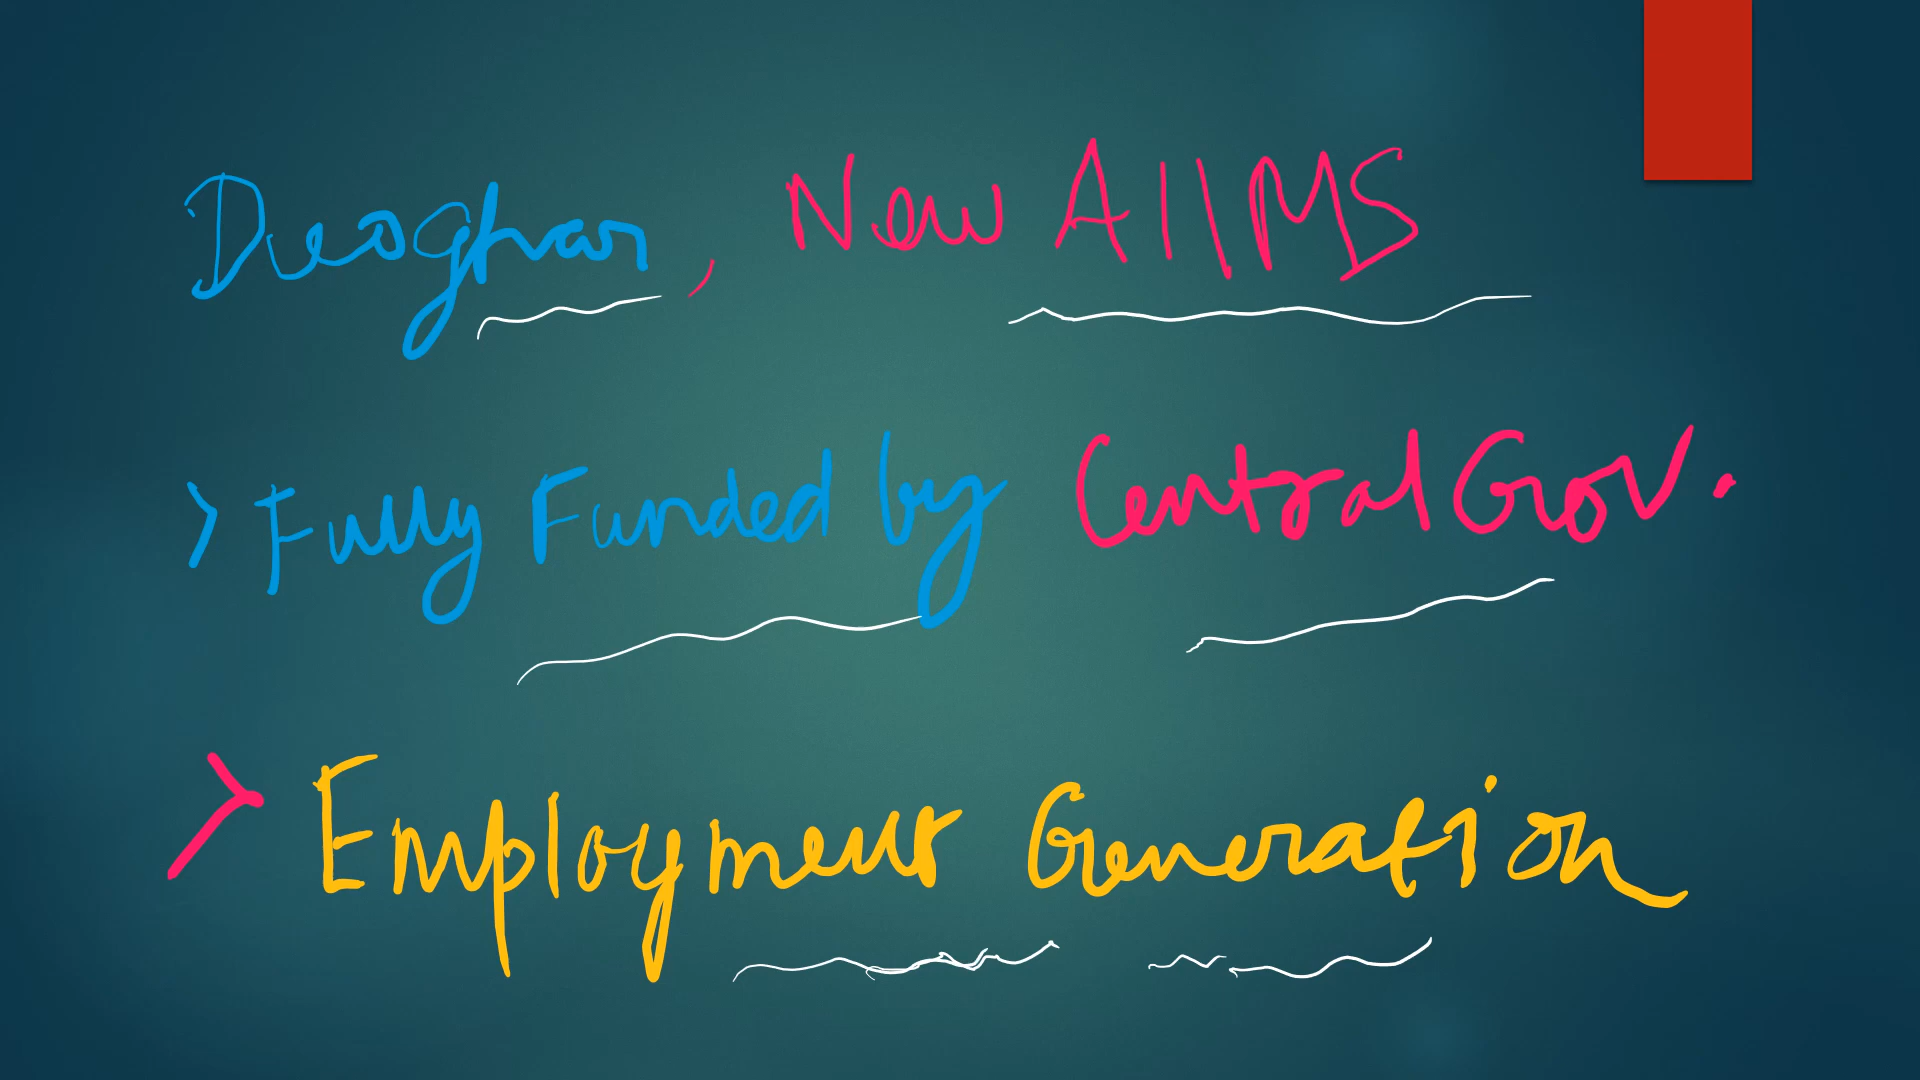 Deoghar, New AIIMS
> Fully Funded by Central Gov.
> Employment Generation